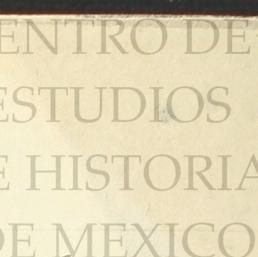 ENTRO DE
ESTUDIOS
E HISTORIA
DE MEXICO